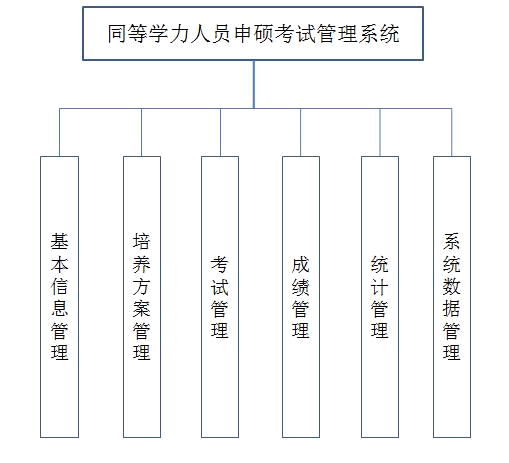 同等学力人员申硕考试管理系统
基本信息管理
培养方案管理
考试管理
成绩管理
统计管理
系统数据管理